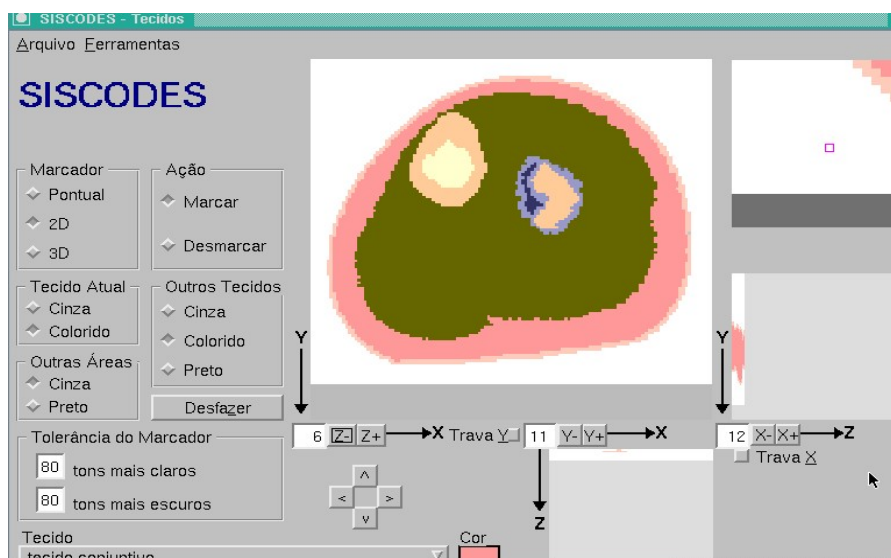 SISCODES - Tecidos
Arquivo Ferramentas
SISCODES
Marcador
Pontual
2D
3D
Ação
Marcar
Desmarcar
Tecido Atual
Cinza
Colorido
Outros Tecidos
Cinza
Colorido
Preto
Outras Áreas
Cinza
Preto
Desfazer
Y
Y
6 Z- Z+ X Trava Y 11 Y- Y+ X 12 X- X+ Z
Trava X
Tolerância do Marcador
80 tons mais claros
80 tons mais escuros
< ^ v >
Z
Tecido
tecido conjuntivo
Cor